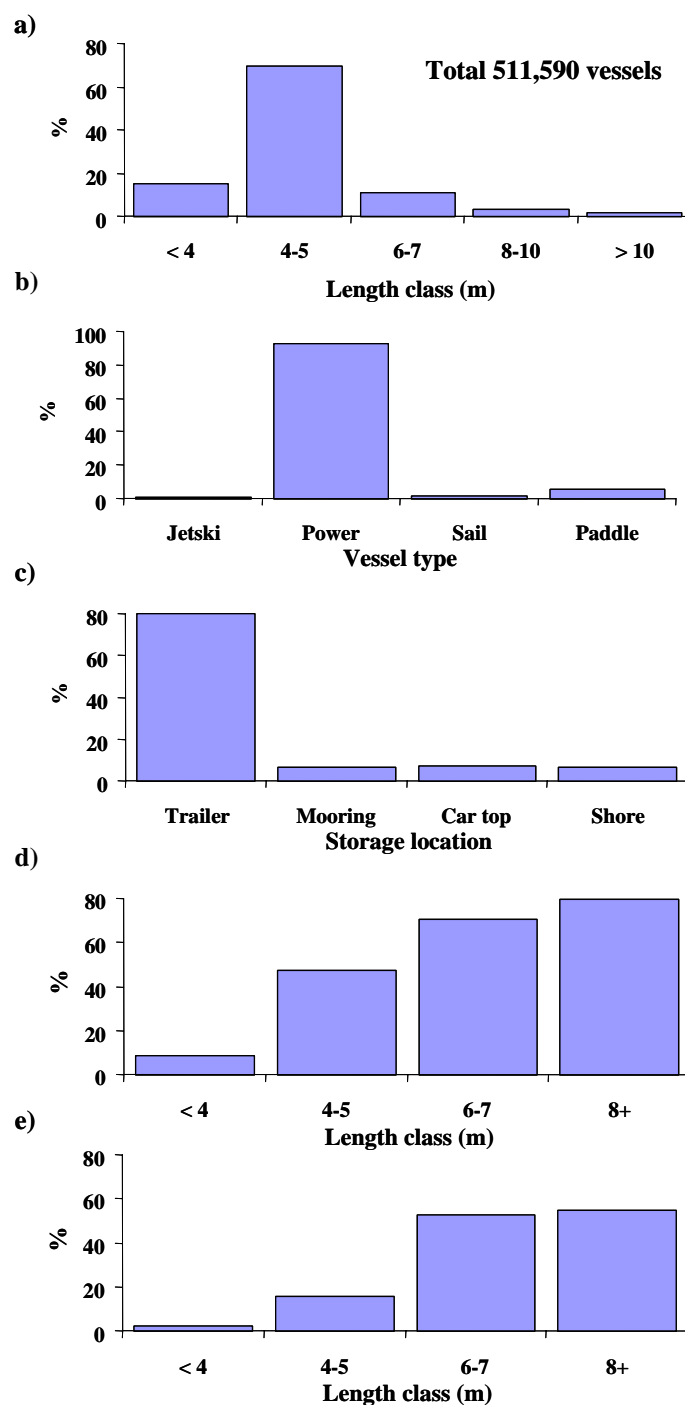 a)
80
Total 511,590 vessels
60
%
40
20
0
< 4 4-5 6-7 8-10 > 10
Length class (m)
b)
100
80
%
60
40
20
0
Jetski Power Sail Paddle
Vessel type
c)
80
60
%
40
20
0
Trailer Mooring Car top Shore
Storage location
d)
80
60
%
40
20
0
< 4 4-5 6-7 8+
Length class (m)
e)
80
60
%
40
20
0
< 4 4-5 6-7 8+
Length class (m)